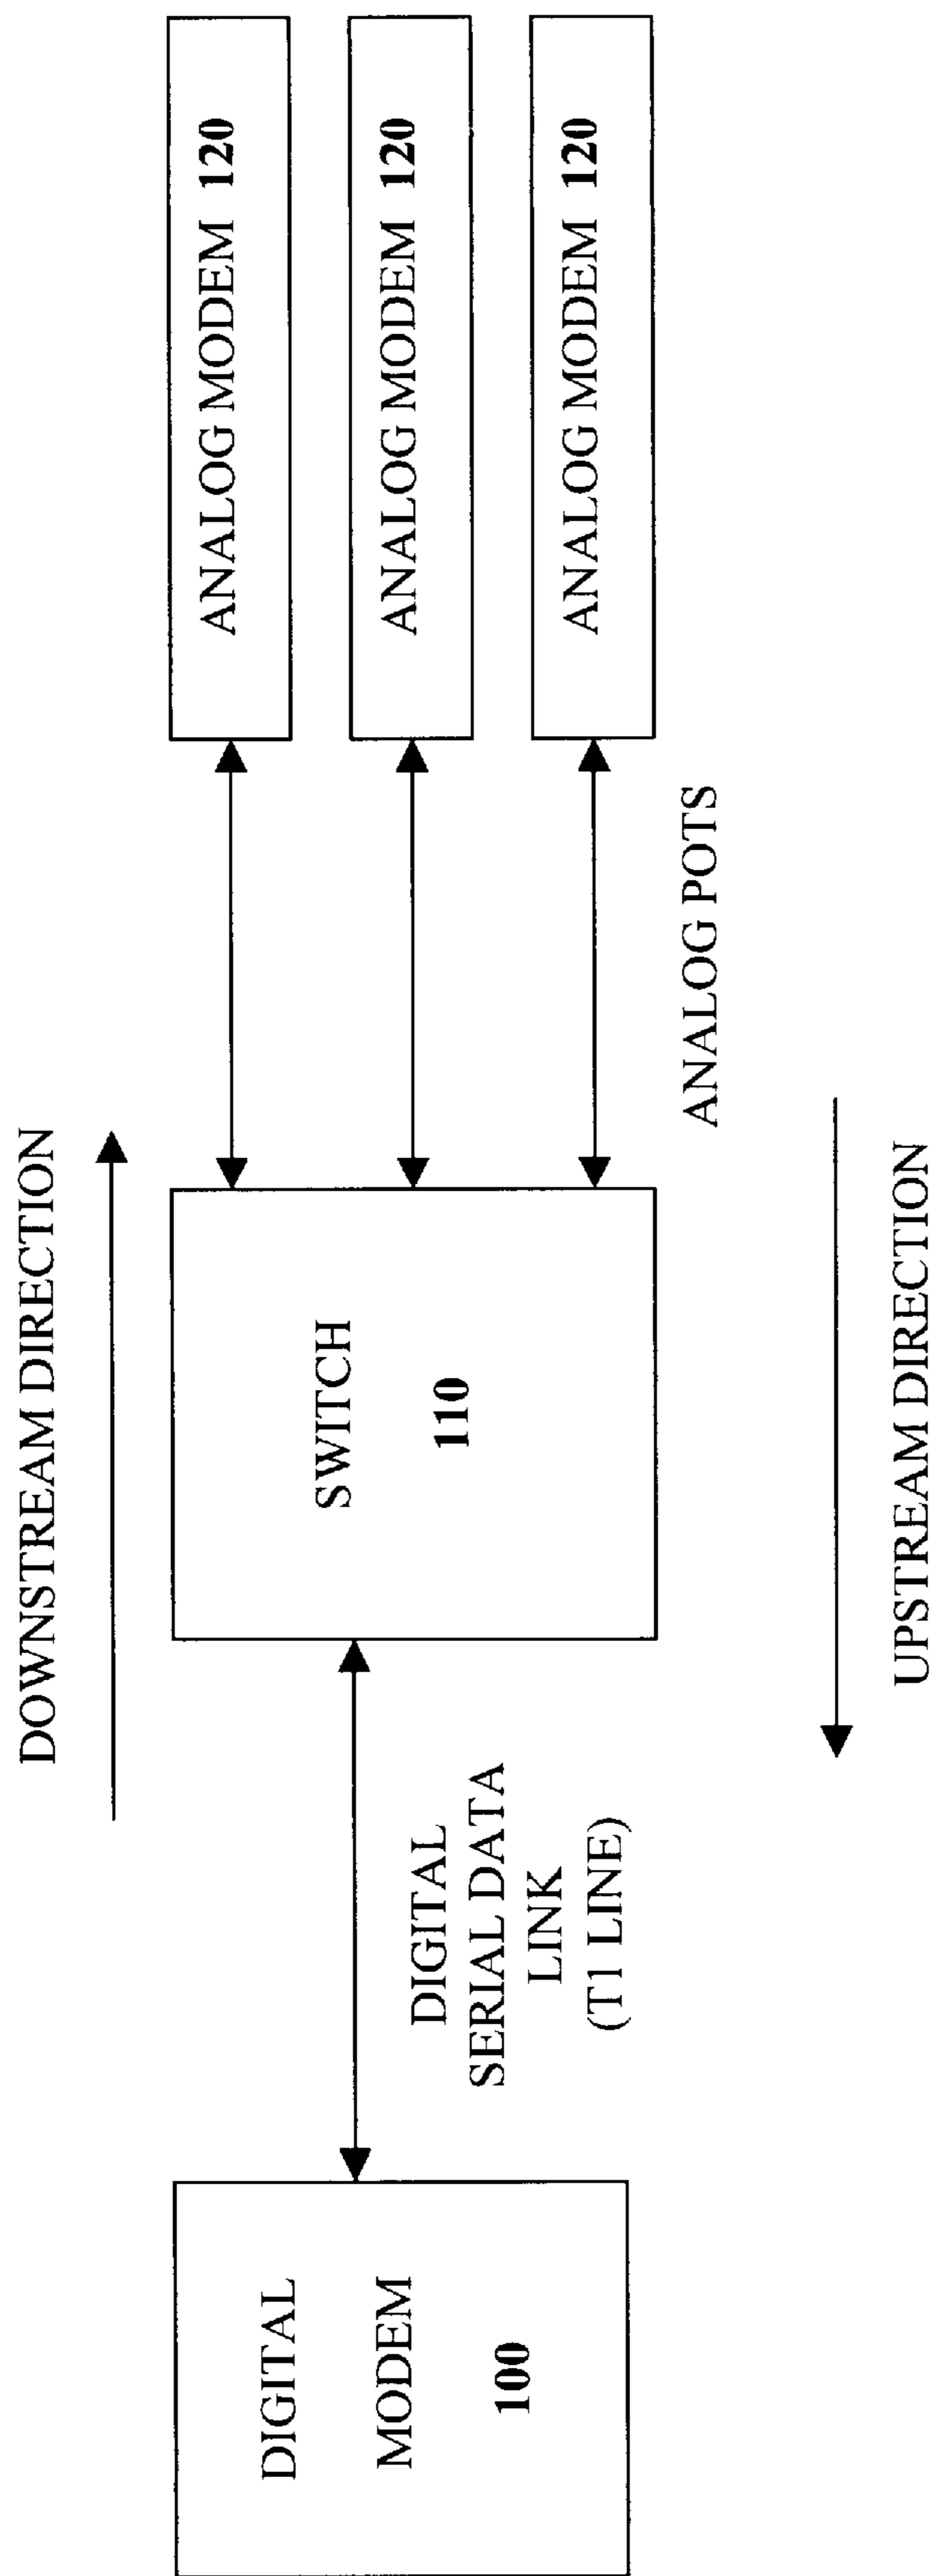 DOWNSTREAM DIRECTION
DIGITAL
MODEM
100
DIGITAL
SERIAL DATA
LINK
(T1 LINE)
SWITCH
110
ANALOG MODEM 120
ANALOG MODEM 120
ANALOG MODEM 120
ANALOG POTS
UPSTREAM DIRECTION